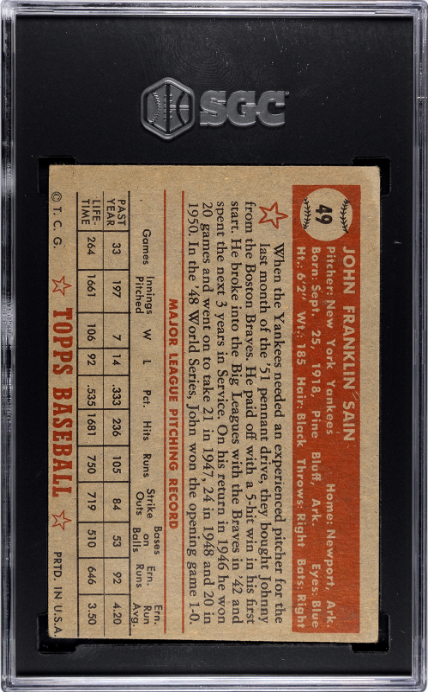 SGC
49
JOHN FRANKLIN SAIN
Pitcher: New York Yankees Home: Newport, Ark.
Born: Sept. 25, 1918, Pine Bluff, Ark. Eyes: Blue
Ht.: 6'2" Wt.: 185 Hair: Black Throws: Right Bats: Right
When the Yankees needed an experienced pitcher for the
last month of the '51 pennant drive, they bought Johnny
from the Boston Braves. He paid off with a 5-hit win in his first
start. He broke into the Big Leagues with the Braves in '42 and
spent the next 3 years in Service. On his return in 1946 he won
20 games and went on to take 21 in 1947, 24 in 1948 and 20 in
1950. In the '48 World Series, John won the opening game 1-0.
MAJOR LEAGUE PITCHING RECORD
Games Innings Pitched W L Pct. Hits Runs Strike Outs Bases on Balls Ern. Runs Ern. Run Avg.
PAST YEAR 33 197 7 14 .333 236 105 84 53 92 4.20
LIFE-TIME 264 1661 106 92 .535 1681 750 719 510 646 3.50
© T. C. G. TOPPS BASEBALL PRTD. IN U.S.A.